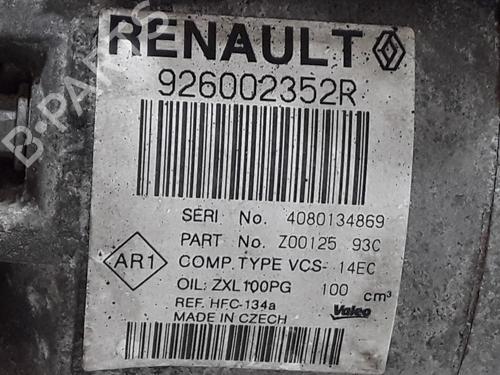 RENAULT
926002352R
SERI No. 4080134869
PART No. Z00125 93C
AR1
COMP. TYPE VCS- 14EC
OIL: ZXL100PG 100 cm³
REF. HFC-134a
MADE IN CZECH
Valeo
B-PARTS